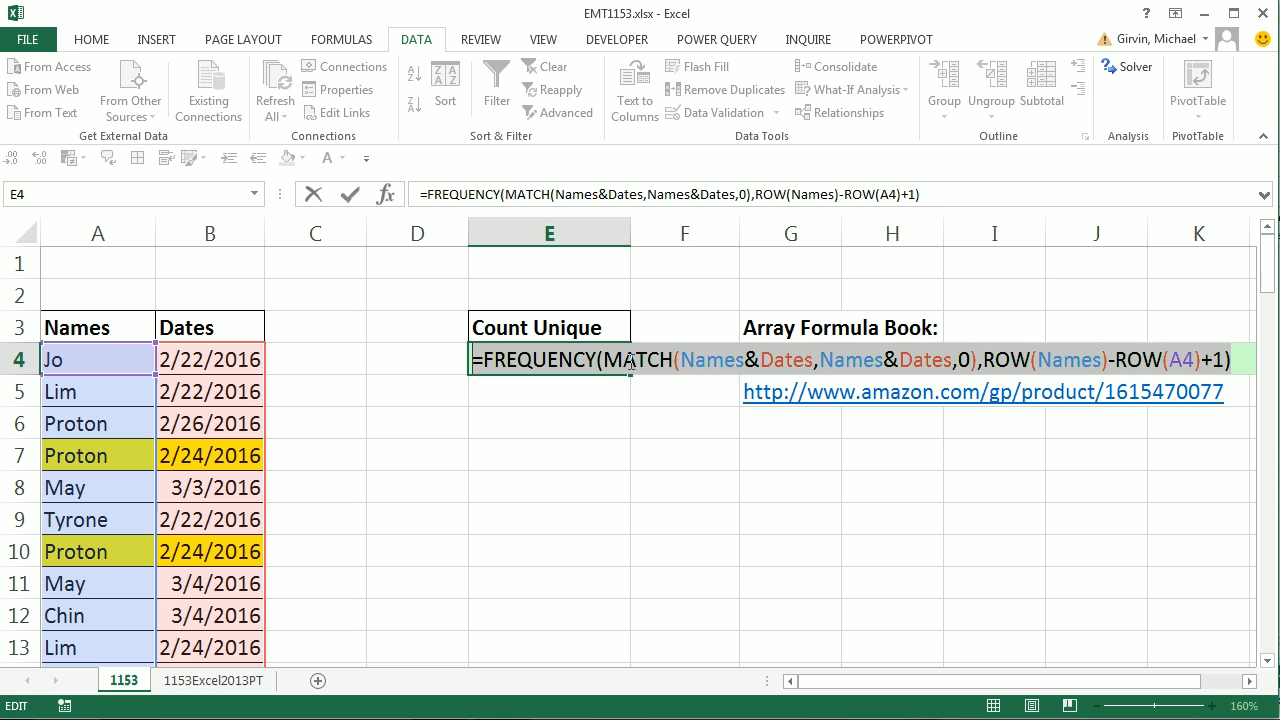 EMT1153.xlsx - Excel
FILE HOME INSERT PAGE LAYOUT FORMULAS DATA REVIEW VIEW DEVELOPER POWER QUERY INQUIRE POWERPIVOT Girvin, Michael
From Access
From Web
From Text
From Other Sources
Existing Connections
Get External Data
Refresh All
Connections
Properties
Edit Links
Connections
Sort
Filter
Clear
Reapply
Advanced
Sort & Filter
Text to Columns
Flash Fill
Remove Duplicates
Data Validation
Consolidate
What-If Analysis
Relationships
Data Tools
Group
Ungroup
Subtotal
Outline
Solver
Analysis
PivotTable
PivotTable
E4 fx =FREQUENCY(MATCH(Names&Dates,Names&Dates,0),ROW(Names)-ROW(A4)+1)
A B C D E F G H I J K
1
2
3 Names Dates Count Unique Array Formula Book:
4 Jo 2/22/2016 =FREQUENCY(MATCH(Names&Dates,Names&Dates,0),ROW(Names)-ROW(A4)+1)
5 Lim 2/22/2016 http://www.amazon.com/gp/product/1615470077
6 Proton 2/26/2016
7 Proton 2/24/2016
8 May 3/3/2016
9 Tyrone 2/22/2016
10 Proton 2/24/2016
11 May 3/4/2016
12 Chin 3/4/2016
13 Lim 2/24/2016
1153 1153Excel2013PT
EDIT 160%